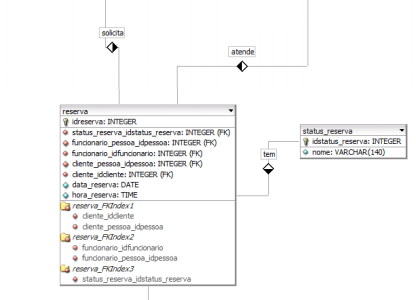 solicita
atende
reserva
idreserva: INTEGER
status_reserva_idstatus_reserva: INTEGER (FK)
funcionario_pessoa_idpessoa: INTEGER (FK)
funcionario_idfuncionario: INTEGER (FK)
cliente_pessoa_idpessoa: INTEGER (FK)
cliente_idcliente: INTEGER (FK)
data_reserva: DATE
hora_reserva: TIME
reserva_FKIndex1
cliente_idcliente
cliente_pessoa_idpessoa
reserva_FKIndex2
funcionario_idfuncionario
funcionario_pessoa_idpessoa
reserva_FKIndex3
status_reserva_idstatus_reserva
tem
status_reserva
idstatus_reserva: INTEGER
nome: VARCHAR(140)